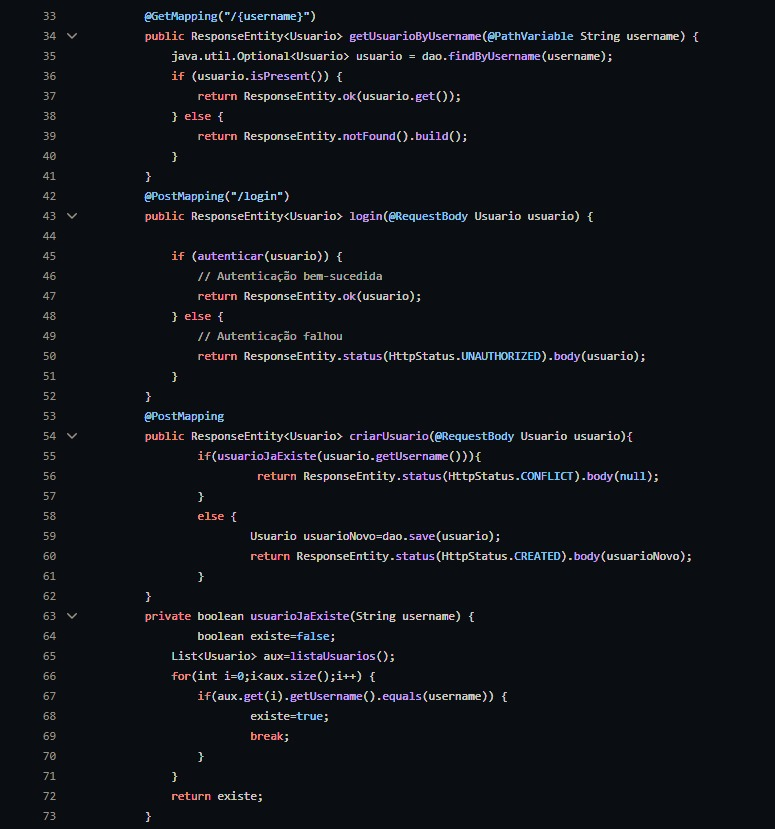 33 @GetMapping("/{username}")
34 public ResponseEntity<Usuario> getUsuarioByUsername(@PathVariable String username) {
35 java.util.Optional<Usuario> usuario = dao.findByUsername(username);
36 if (usuario.isPresent()) {
37 return ResponseEntity.ok(usuario.get());
38 } else {
39 return ResponseEntity.notFound().build();
40 }
41 }
42 @PostMapping("/login")
43 public ResponseEntity<Usuario> login(@RequestBody Usuario usuario) {
44
45 if (autenticar(usuario)) {
46 // Autenticação bem-sucedida
47 return ResponseEntity.ok(usuario);
48 } else {
49 // Autenticação falhou
50 return ResponseEntity.status(HttpStatus.UNAUTHORIZED).body(usuario);
51 }
52 }
53 @PostMapping
54 public ResponseEntity<Usuario> criarUsuario(@RequestBody Usuario usuario){
55 if(usuarioJaExiste(usuario.getUsername())){
56 return ResponseEntity.status(HttpStatus.CONFLICT).body(null);
57 }
58 else {
59 Usuario usuarioNovo=dao.save(usuario);
60 return ResponseEntity.status(HttpStatus.CREATED).body(usuarioNovo);
61 }
62 }
63 private boolean usuarioJaExiste(String username) {
64 boolean existe=false;
65 List<Usuario> aux=listaUsuarios();
66 for(int i=0;i<aux.size();i++) {
67 if(aux.get(i).getUsername().equals(username)) {
68 existe=true;
69 break;
70 }
71 }
72 return existe;
73 }